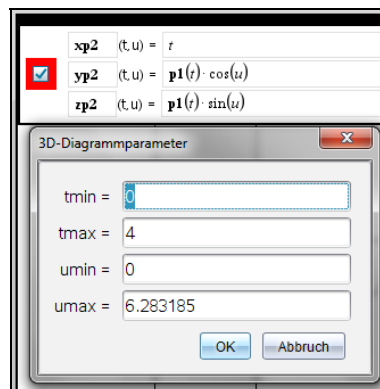 xp2 (t,u) = t
yp2 (t,u) = p1(t)·cos(u)
zp2 (t,u) = p1(t)·sin(u)
3D-Diagrammparameter
tmin = 0
tmax = 4
umin = 0
umax = 6.283185
OK Abbruch